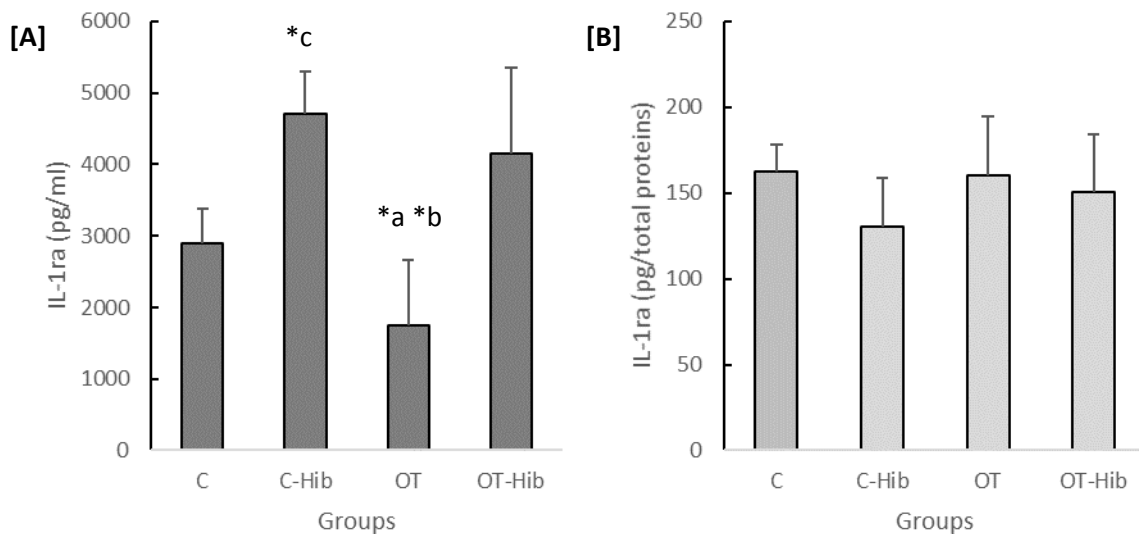 [A]
IL-1ra (pg/ml)
6000
5000
4000
3000
2000
1000
0
*c
*a *b
C C-Hib OT OT-Hib
Groups
[B]
IL-1ra (pg/total proteins)
250
200
150
100
50
0
C C-Hib OT OT-Hib
Groups